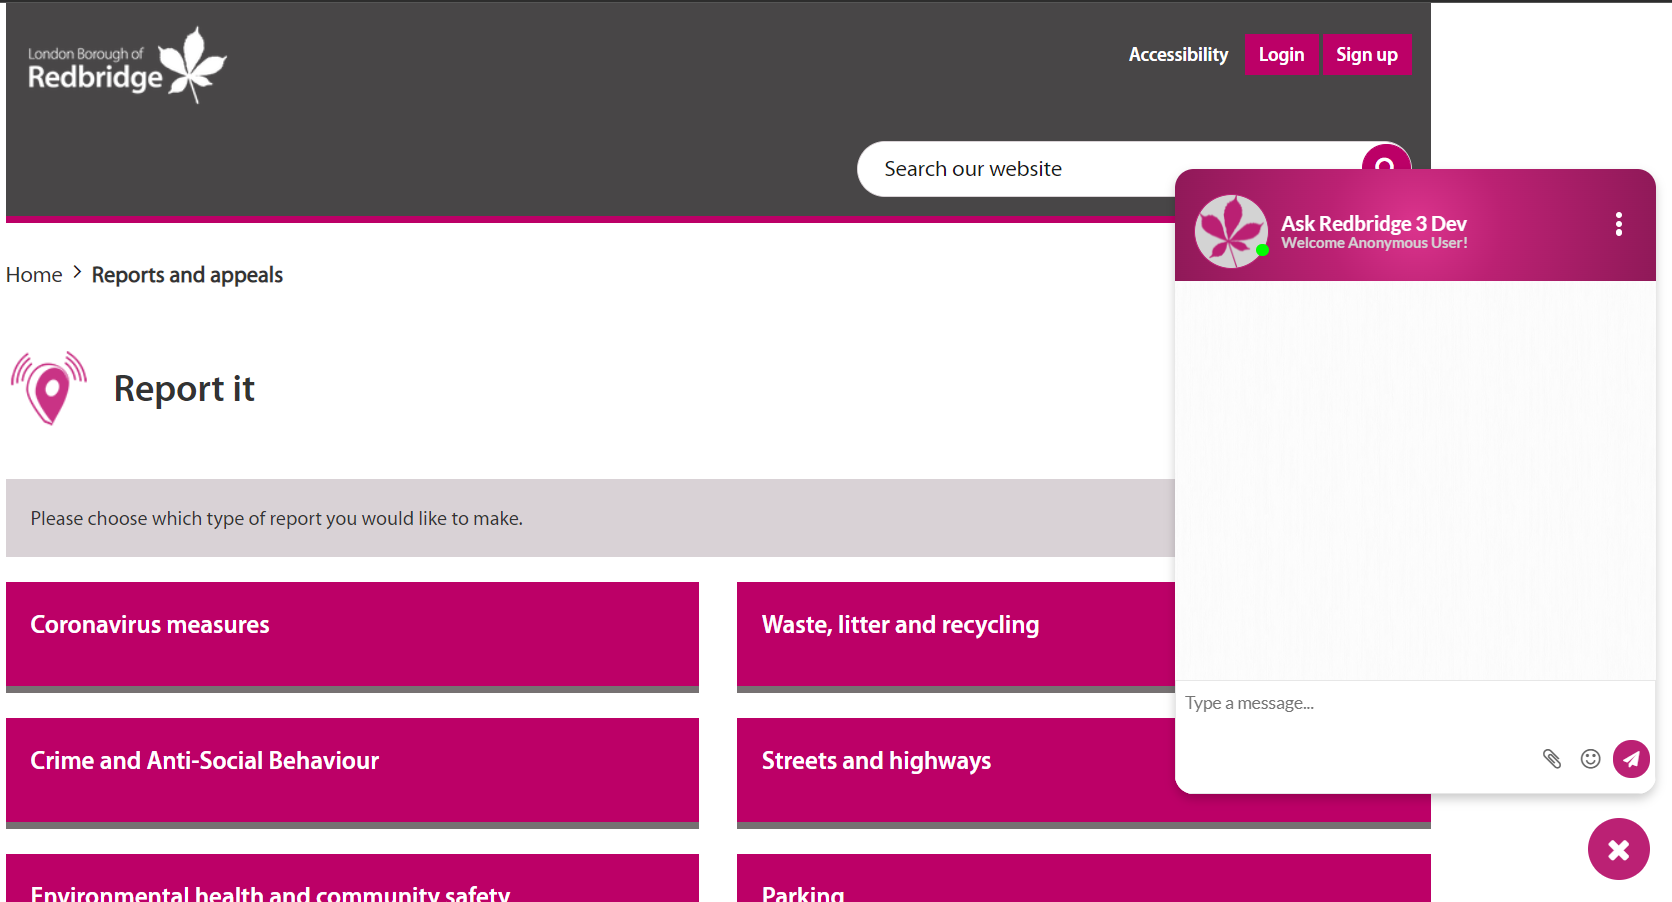 London Borough of
Redbridge
Accessibility
Login
Sign up
Search our website
Home
Reports and appeals
Report it
Please choose which type of report you would like to make.
Coronavirus measures
Waste, litter and recycling
Crime and Anti-Social Behaviour
Streets and highways
Environmental health and community safety
Parking
Ask Redbridge 3 Dev
Welcome Anonymous User!
Type a message...